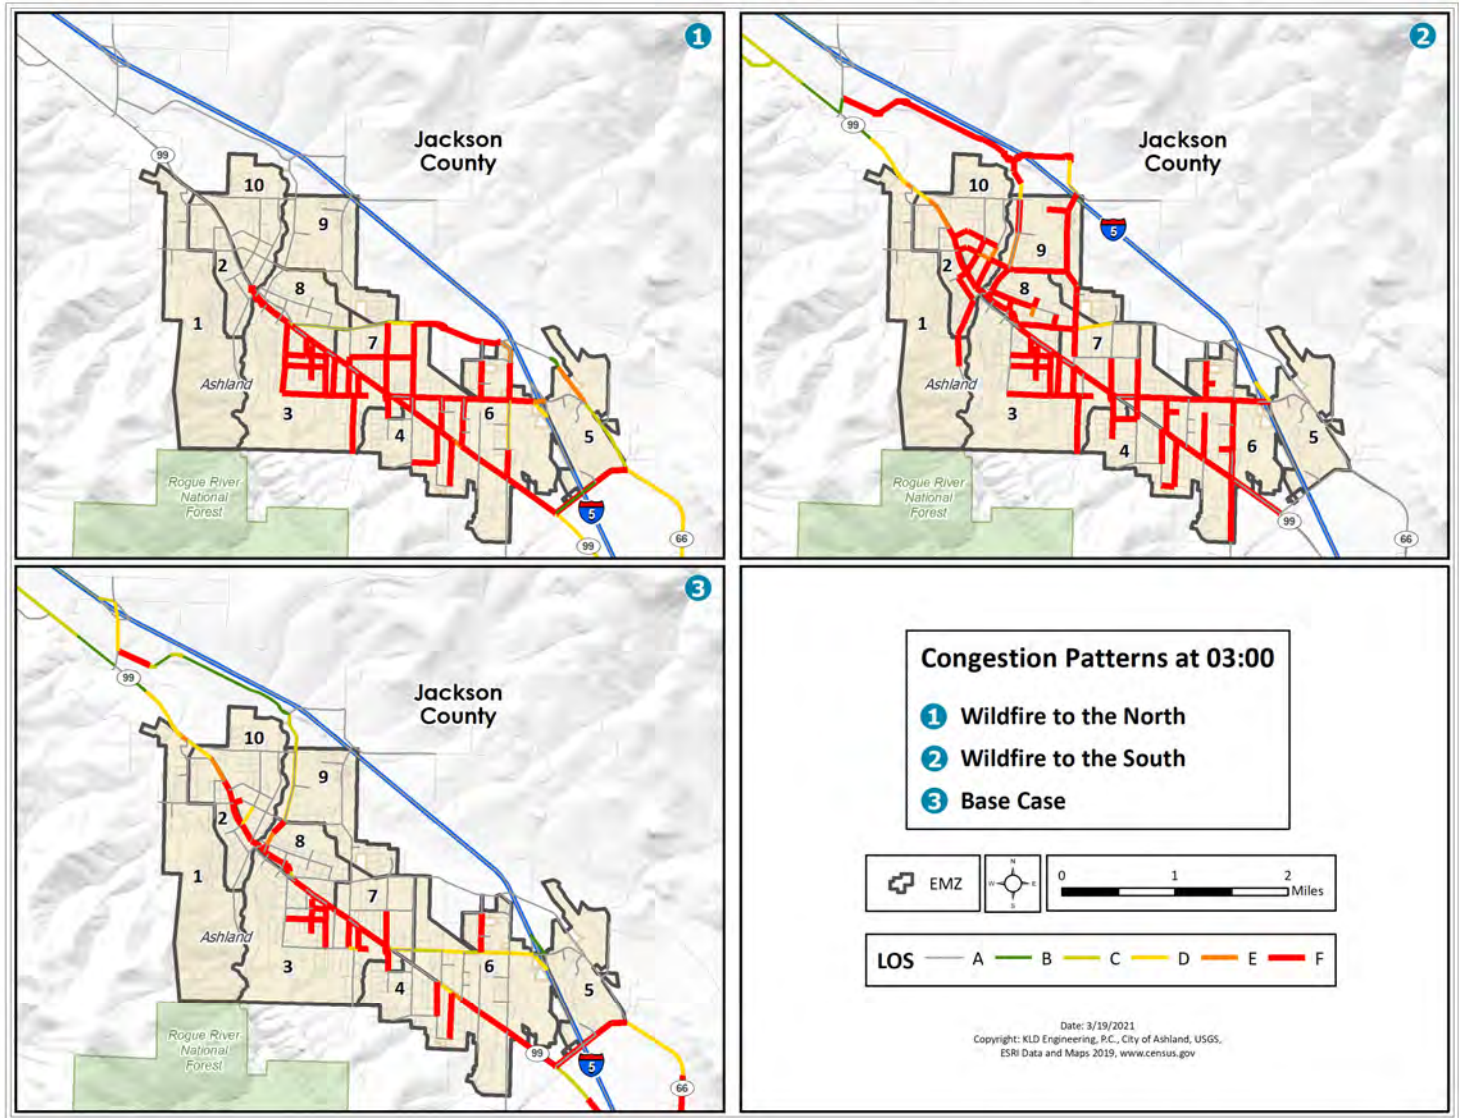 1
Jackson
County
99
10
9
2
8
1
7
Ashland
3
6
4
5
Rogue River
National
Forest
5
99
66
2
Jackson
County
99
10
5
9
2
8
1
7
Ashland
3
4
6
5
Rogue River
National
Forest
99
66
3
Jackson
County
99
10
9
2
8
1
7
Ashland
3
6
4
5
Rogue River
National
Forest
99
5
66
Congestion Patterns at 03:00
1 Wildfire to the North
2 Wildfire to the South
3 Base Case
EMZ
N
W E
S
0 1 2
Miles
LOS A B C D E F
Date: 3/19/2021
Copyright: KLD Engineering, P.C., City of Ashland, USGS,
ESRI Data and Maps 2019, www.census.gov